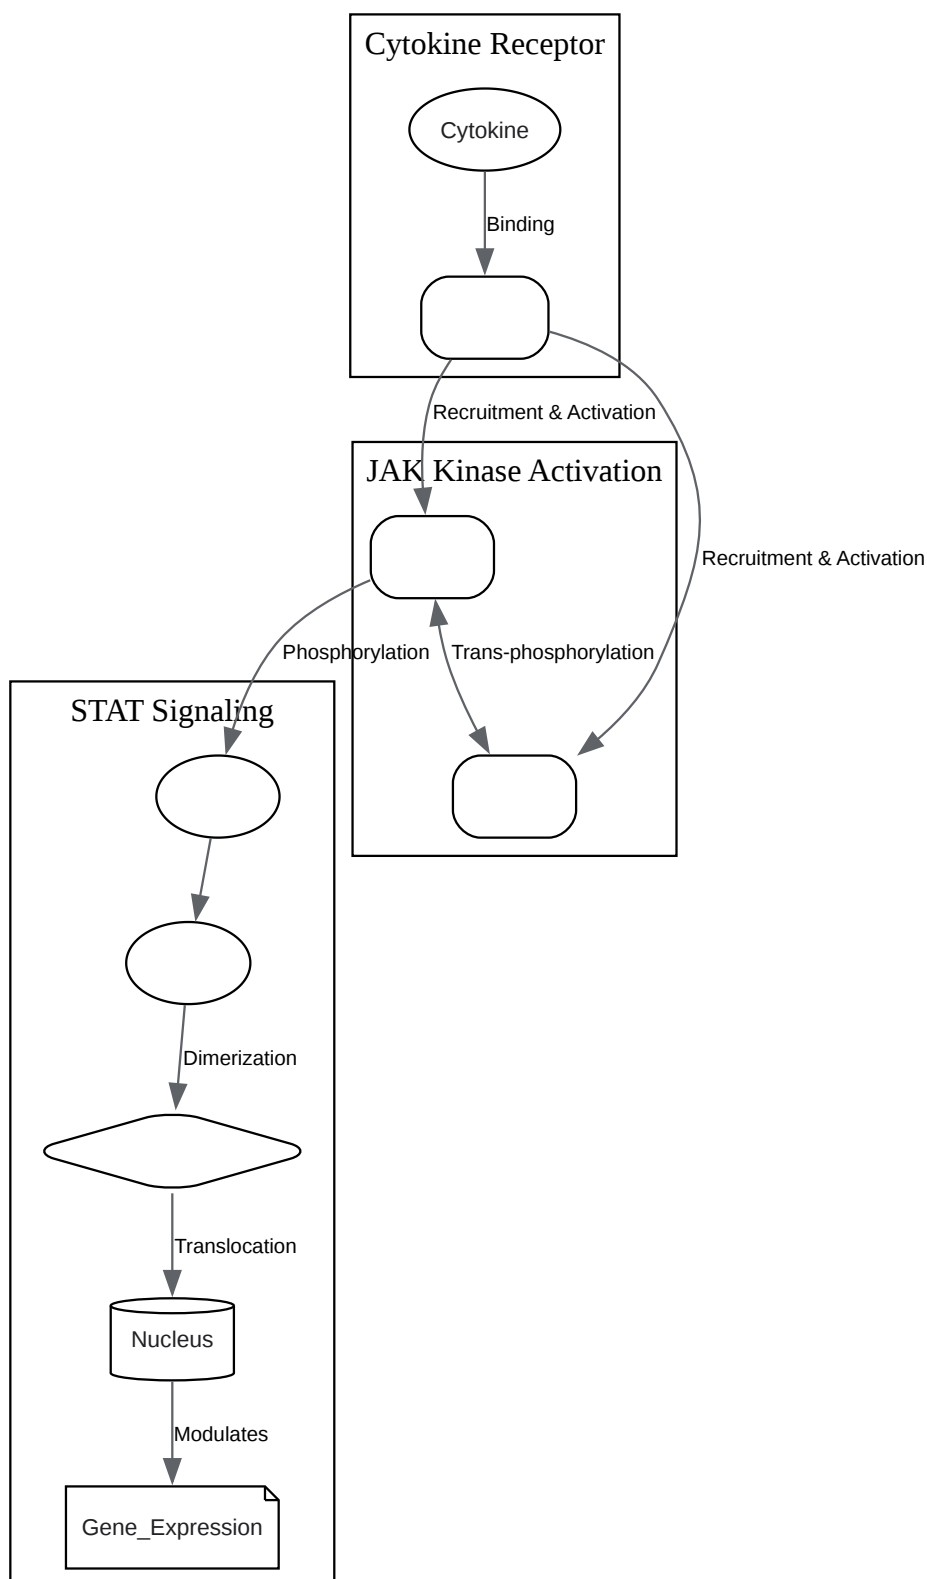 Cytokine Receptor
Cytokine
Binding
Recruitment & Activation
JAK Kinase Activation
Recruitment & Activation
Phosphorylation
Trans-phosphorylation
STAT Signaling
Dimerization
Translocation
Nucleus
Modulates
Gene_Expression